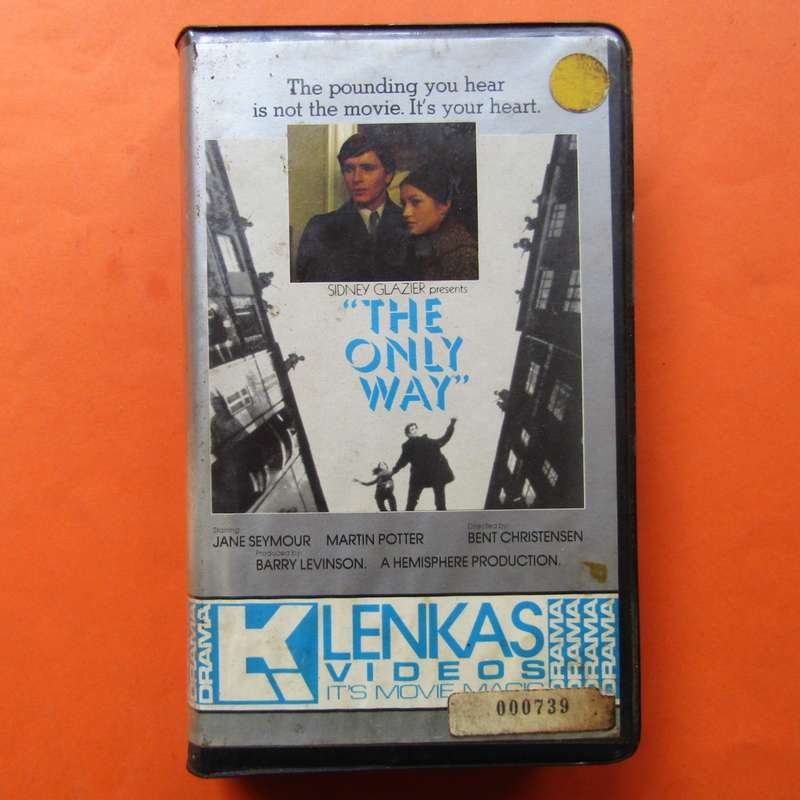 The pounding you hear
is not the movie. It's your heart.
SIDNEY GLAZIER presents
"THE
ONLY
WAY"
Starring:
JANE SEYMOUR MARTIN POTTER
Directed by:
BENT CHRISTENSEN
Produced by:
BARRY LEVINSON. A HEMISPHERE PRODUCTION.
DRAMA
DRAMA
K
LENKAS
VIDEOS
IT'S MOVIE MAGIC
DRAMA
DRAMA
DRAMA
DRAMA
000739